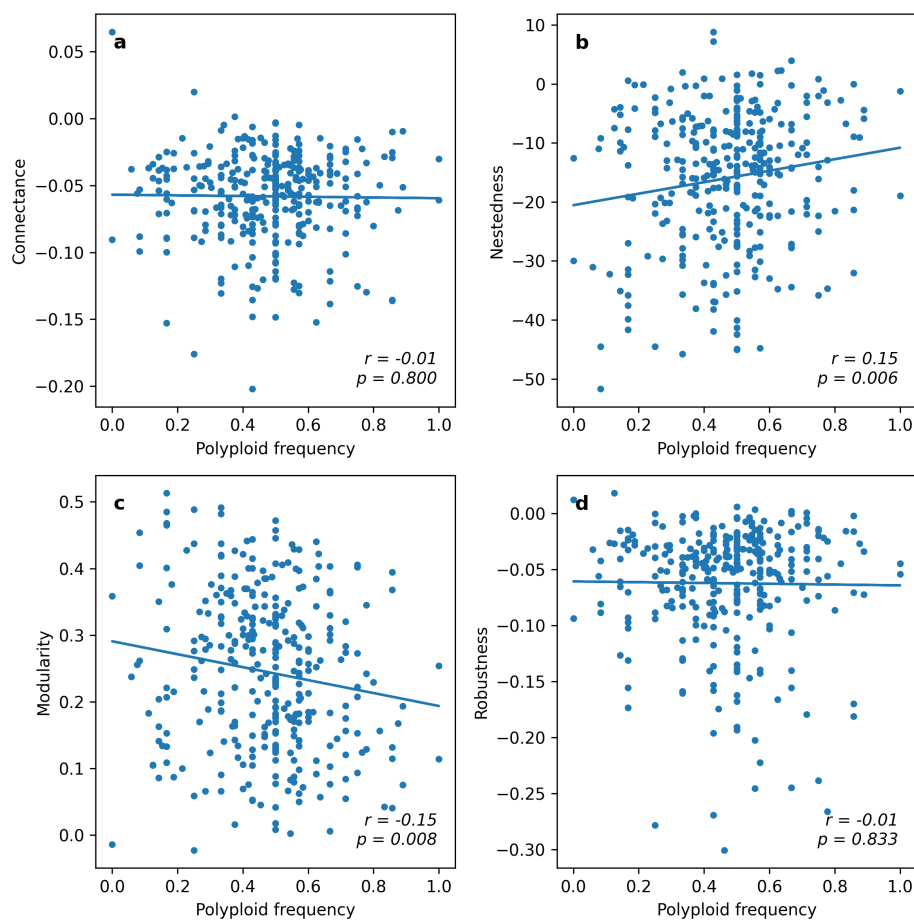 a
0.05
0.00
−0.05
−0.10
−0.15
−0.20
Connectance
r = -0.01
p = 0.800
0.0 0.2 0.4 0.6 0.8 1.0
Polyploid frequency
b
10
0
−10
−20
−30
−40
−50
Nestedness
r = 0.15
p = 0.006
0.0 0.2 0.4 0.6 0.8 1.0
Polyploid frequency
c
0.5
0.4
0.3
0.2
0.1
0.0
Modularity
r = -0.15
p = 0.008
0.0 0.2 0.4 0.6 0.8 1.0
Polyploid frequency
d
0.00
−0.05
−0.10
−0.15
−0.20
−0.25
−0.30
Robustness
r = -0.01
p = 0.833
0.0 0.2 0.4 0.6 0.8 1.0
Polyploid frequency